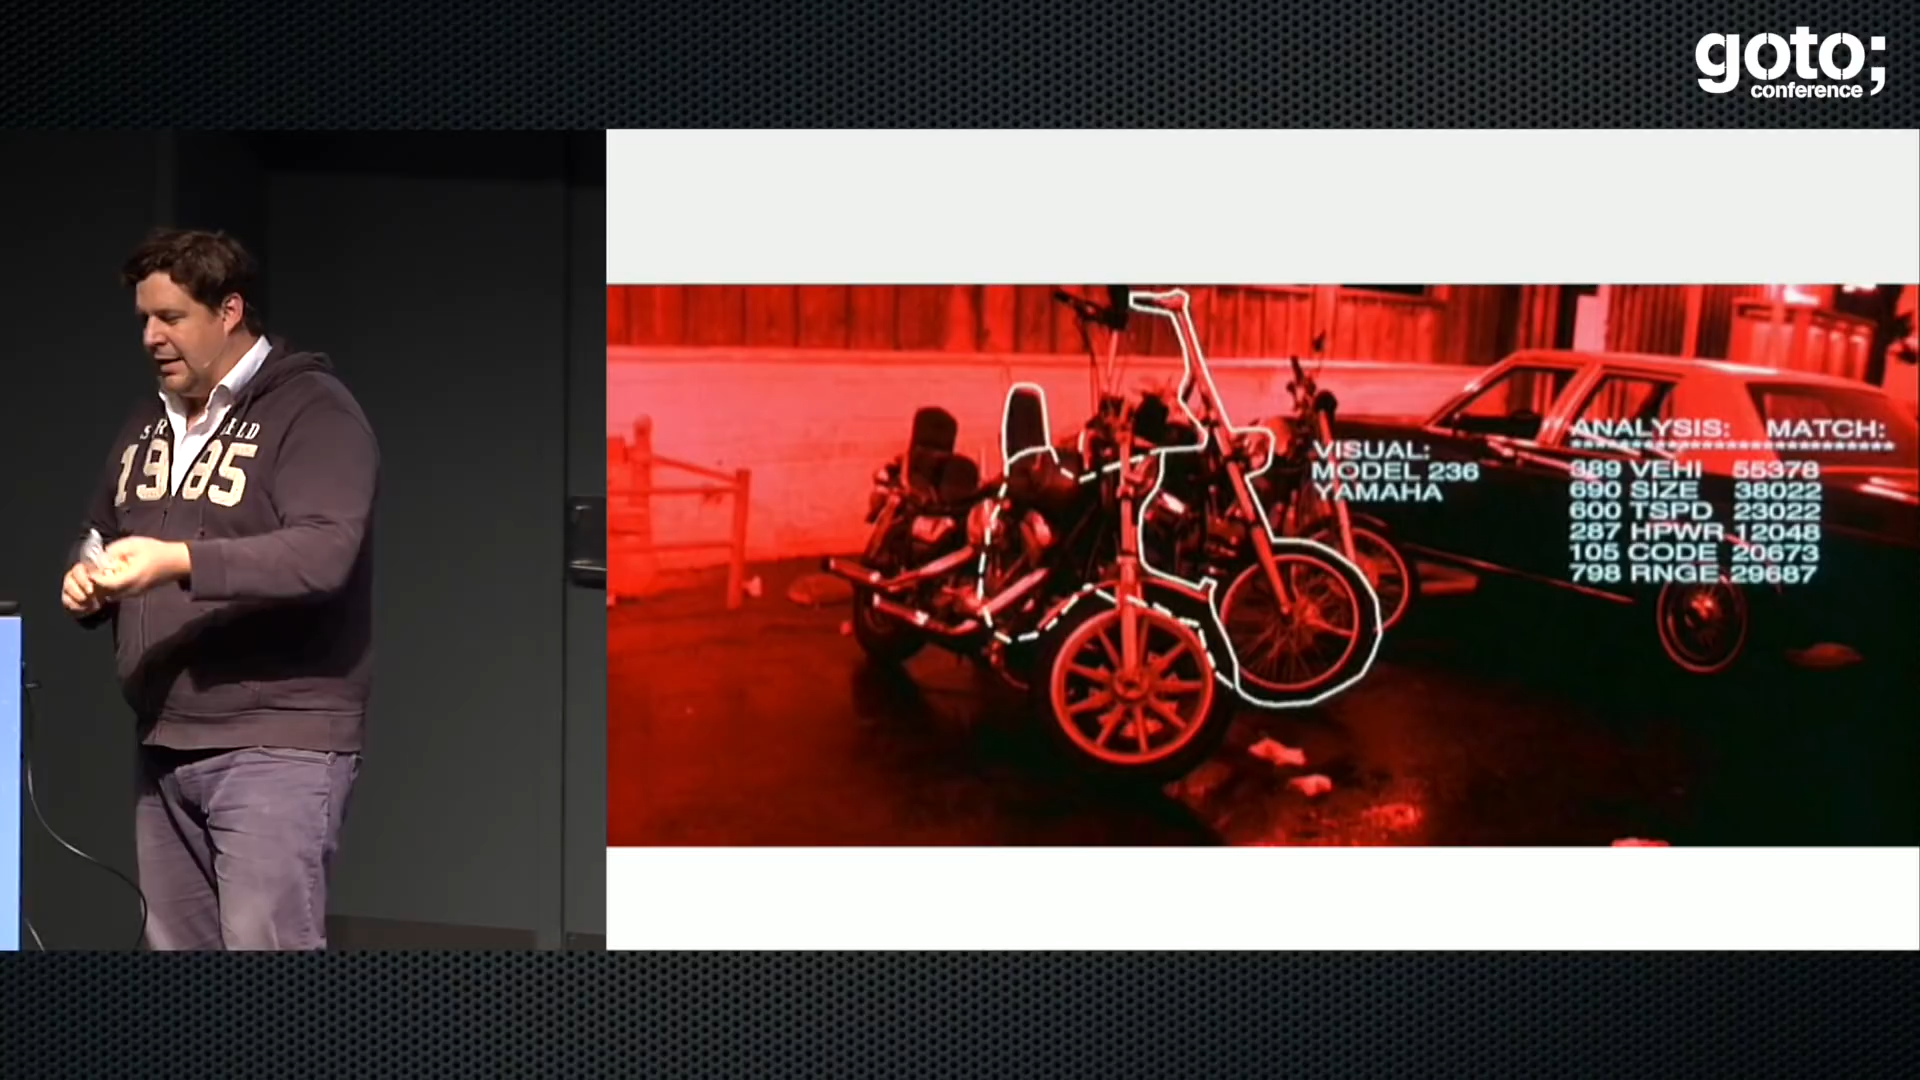 goto;
conference
1985
VISUAL:
MODEL 236
YAMAHA
ANALYSIS: MATCH:
*****************************
389 VEHI 55378
690 SIZE 38022
600 TSPD 23022
287 HPWR 12048
105 CODE 20673
798 RNGE 29687